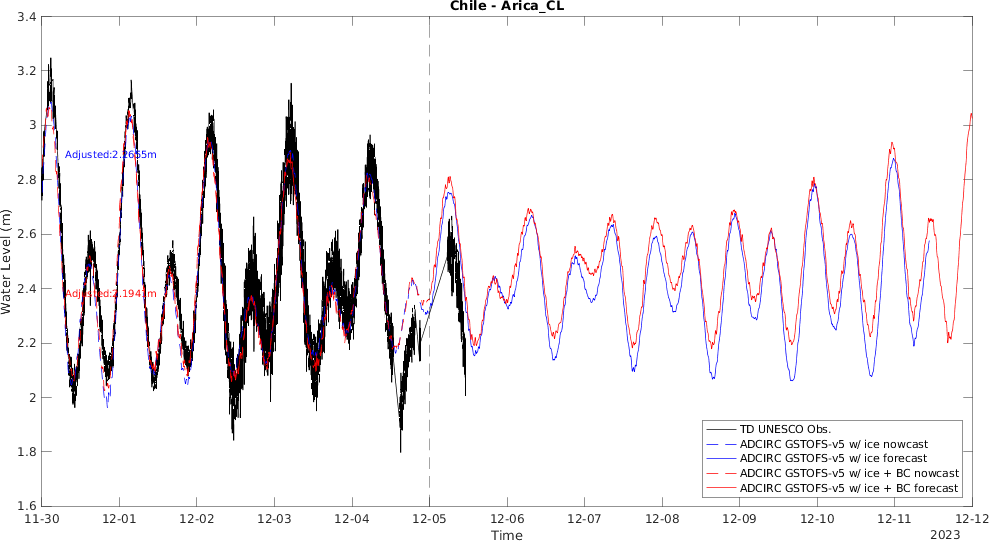 Chile - Arica_CL
3.4
3.2
3
2.8
2.6
2.4
2.2
2
1.8
1.6
Water Level (m)
Adjusted:2.2655m
Adjusted:2.1947m
TD UNESCO Obs.
ADCIRC GSTOFS-v5 w/ ice nowcast
ADCIRC GSTOFS-v5 w/ ice forecast
ADCIRC GSTOFS-v5 w/ ice + BC nowcast
ADCIRC GSTOFS-v5 w/ ice + BC forecast
11-30 12-01 12-02 12-03 12-04 12-05 12-06 12-07 12-08 12-09 12-10 12-11 12-12
Time
2023